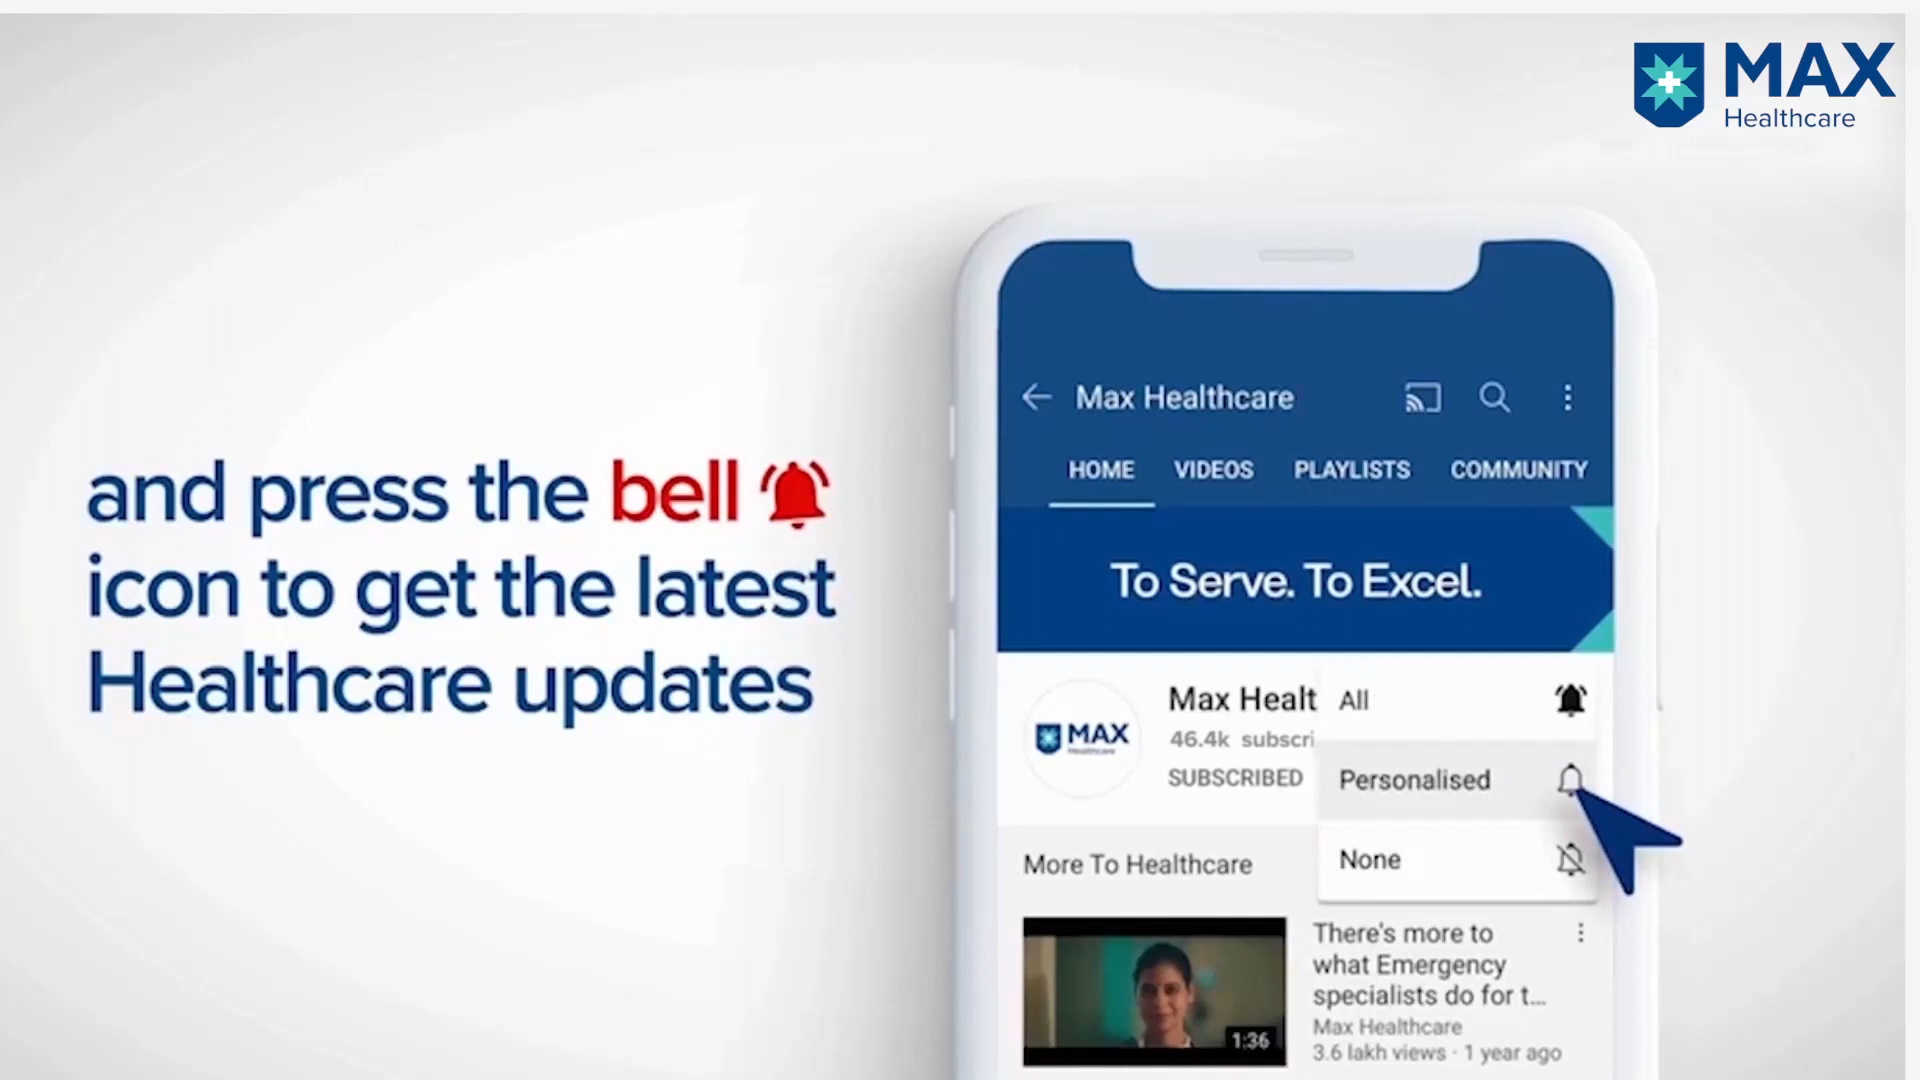 MAX
Healthcare
and press the bell
icon to get the latest
Healthcare updates
Max Healthcare
HOME VIDEOS PLAYLISTS COMMUNITY
To Serve. To Excel.
MAX
Healthcare
Max Healt
46.4k subscri
SUBSCRIBED
All
Personalised
None
More To Healthcare
1:36
There's more to
what Emergency
specialists do for t...
Max Healthcare
3.6 lakh views · 1 year ago